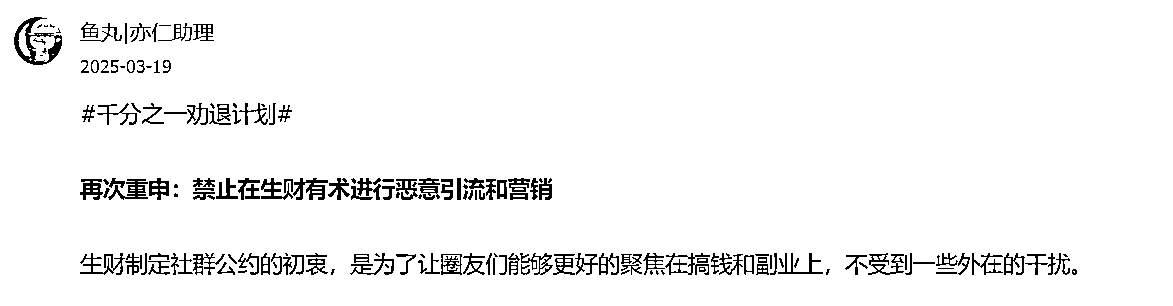 鱼丸|亦仁助理
2025-03-19
#千分之一劝退计划#
再次重申：禁止在生财有术进行恶意引流和营销
生财制定社群公约的初衷，是为了让圈友们能够更好的聚焦在搞钱和副业上，不受到一些外在的干扰。